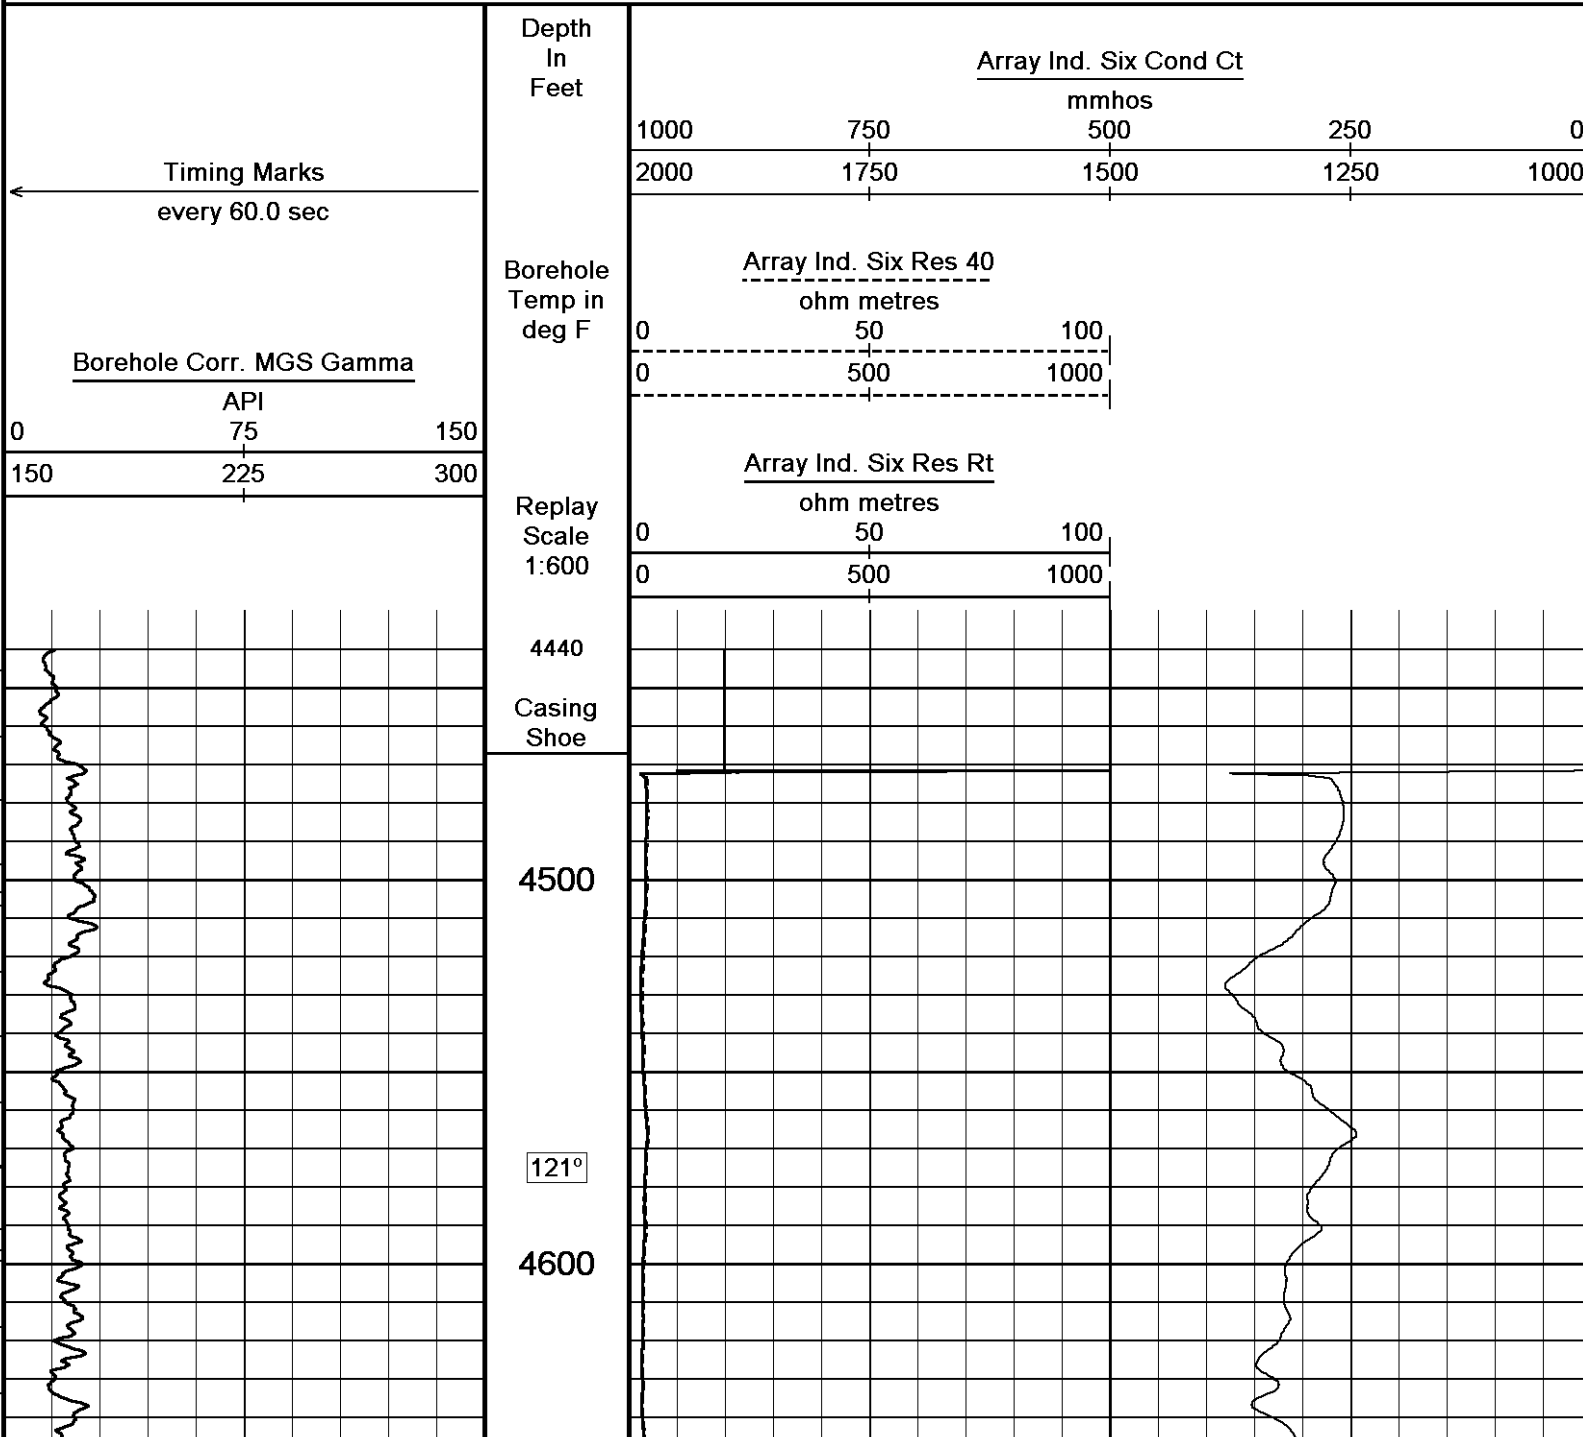 Timing Marks
every 60.0 sec
Borehole Corr. MGS Gamma
API
0 75 150
150 225 300
Depth
In
Feet
Borehole
Temp in
deg F
Replay
Scale
1:600
4440
Casing
Shoe
4500
121º
4600
Array Ind. Six Cond Ct
mmhos
1000 750 500 250 0
2000 1750 1500 1250 1000
Array Ind. Six Res 40
ohm metres
0 50 100
0 500 1000
Array Ind. Six Res Rt
ohm metres
0 50 100
0 500 1000